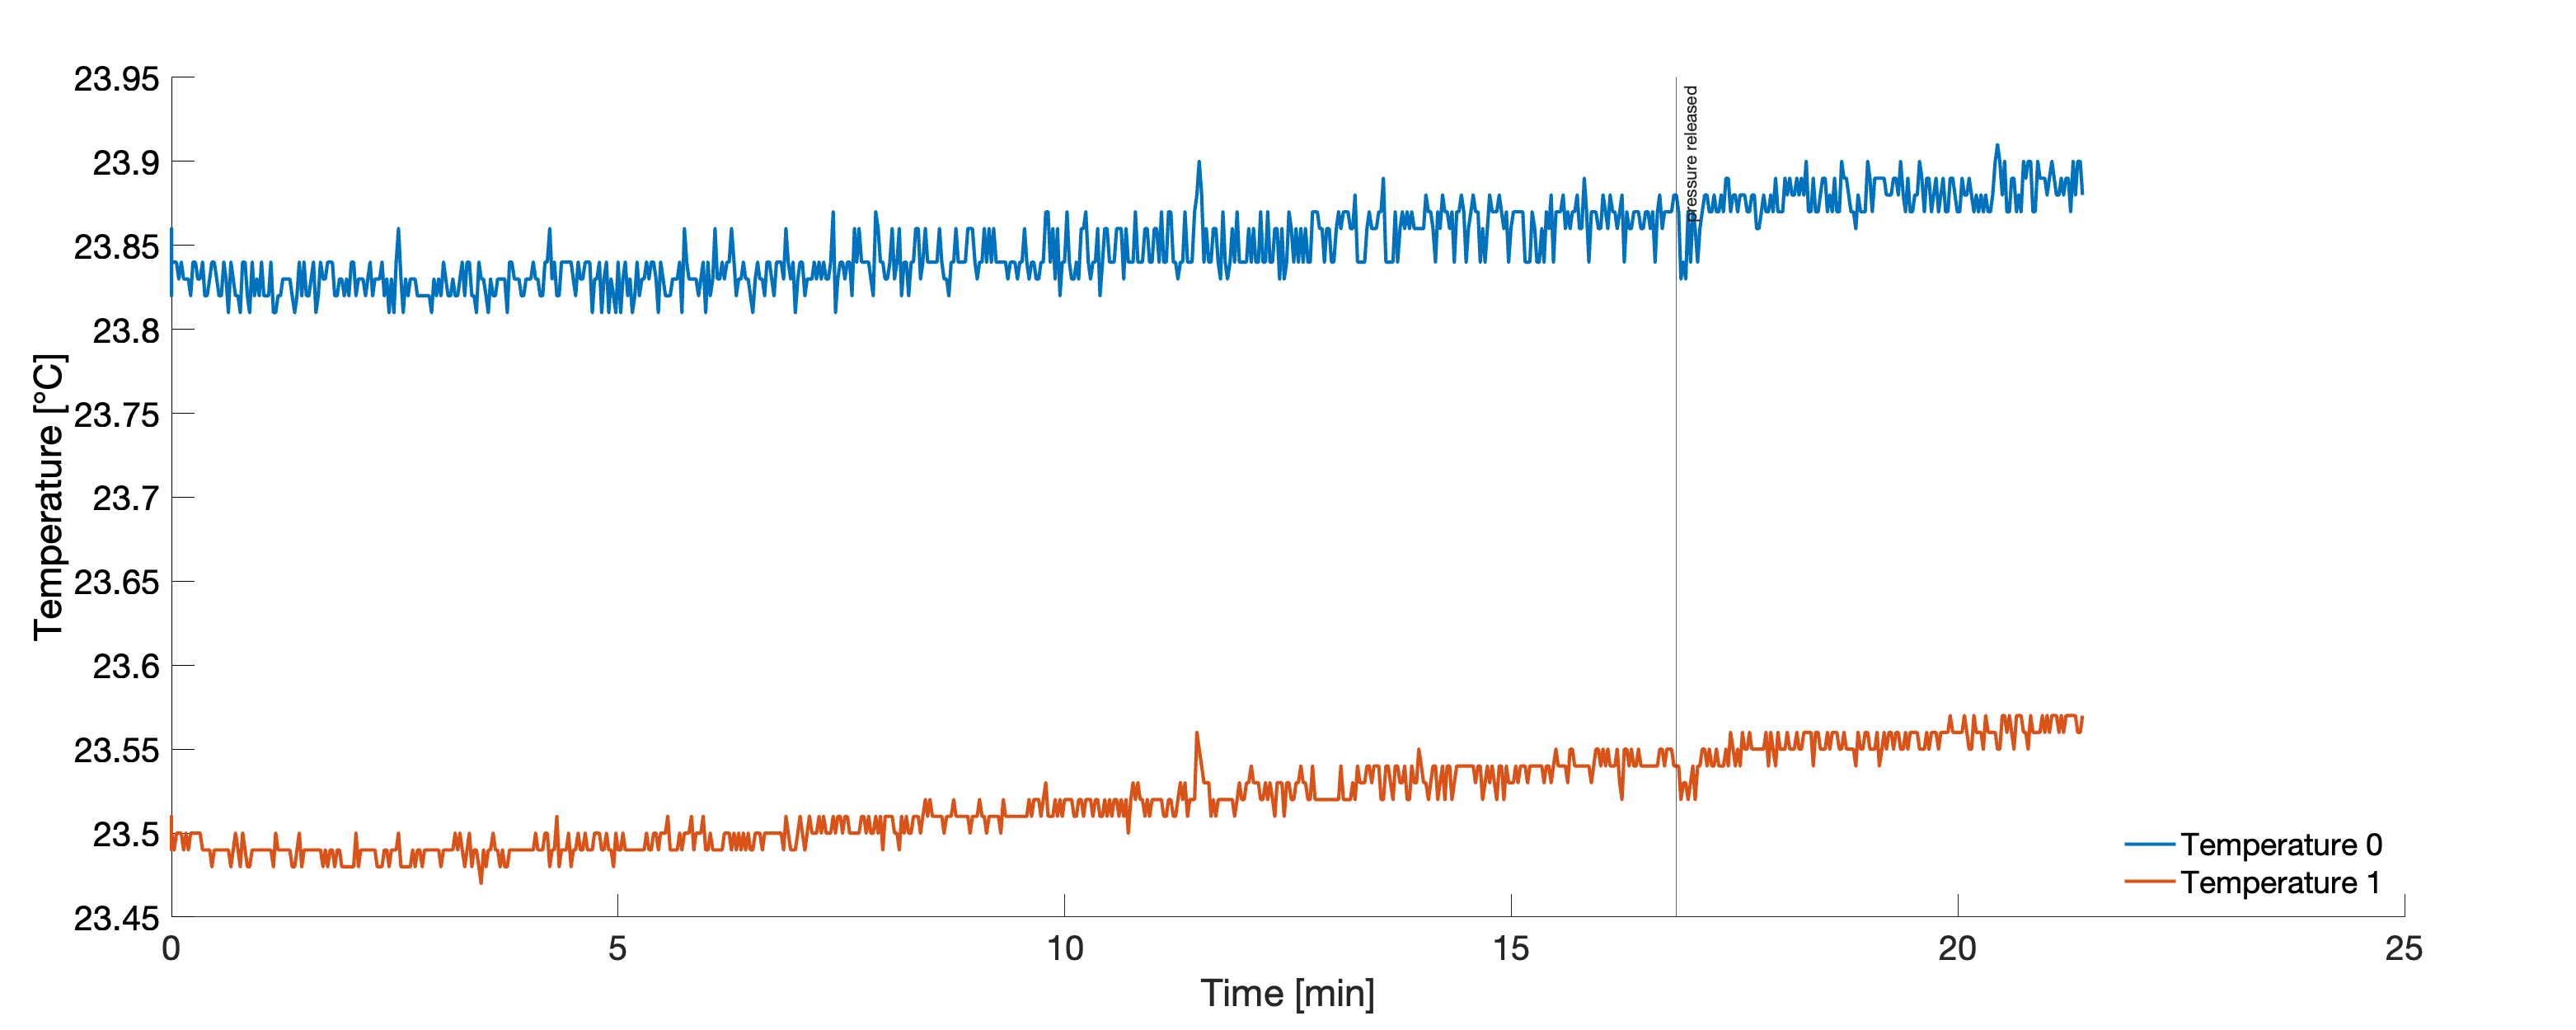 23.95
23.9
23.85
23.8
23.75
23.7
23.65
23.6
23.55
23.5
23.45
Temperature [°C]
pressure released
Temperature 0
Temperature 1
0 5 10 15 20 25
Time [min]